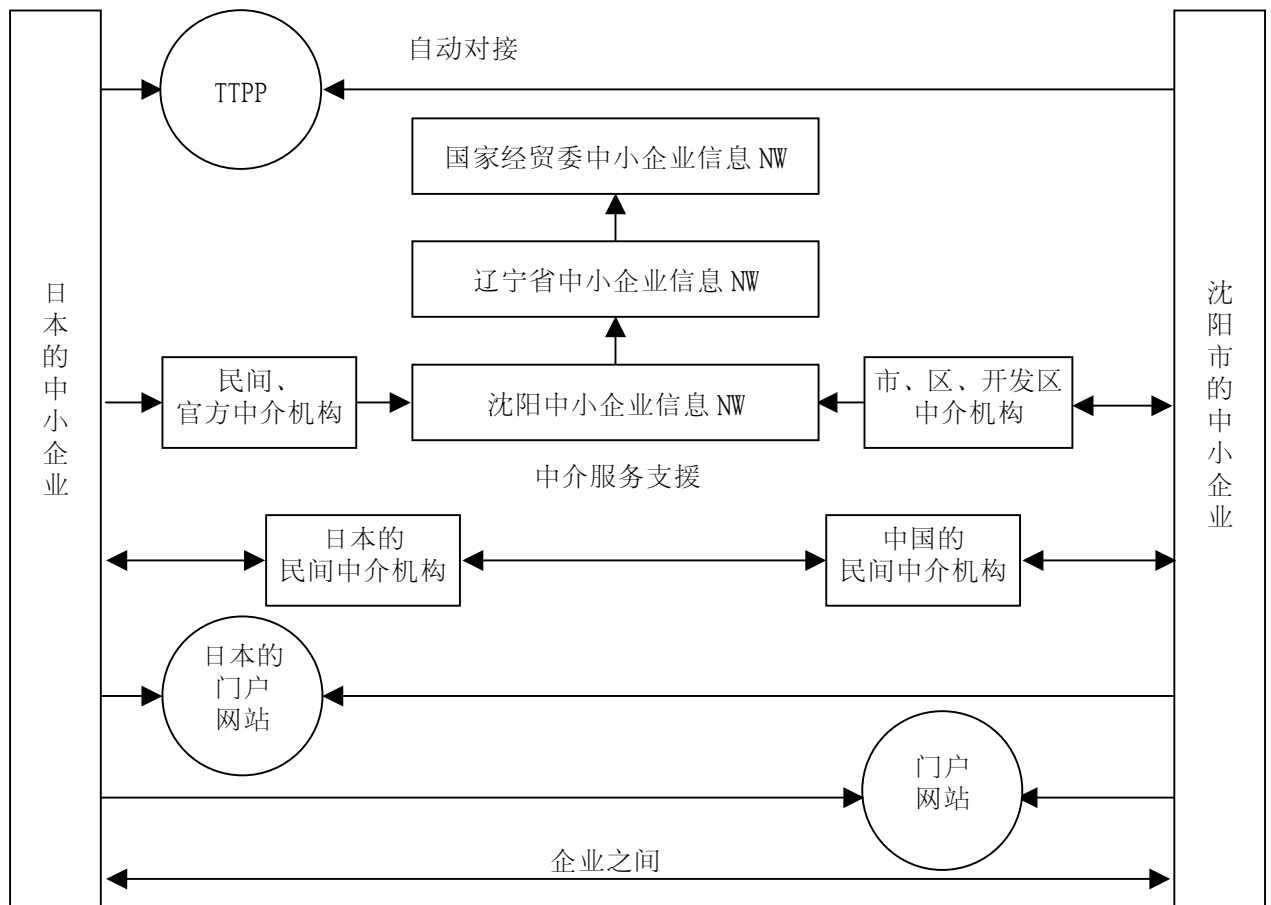 自动对接
TTPP
国家经贸委中小企业信息 NW
辽宁省中小企业信息 NW
日本的中小企业
沈阳市的中小企业
民间、
官方中介机构
沈阳中小企业信息 NW
市、区、开发区
中介机构
中介服务支援
日本的
民间中介机构
中国的
民间中介机构
日本的
门户
网站
门户
网站
企业之间